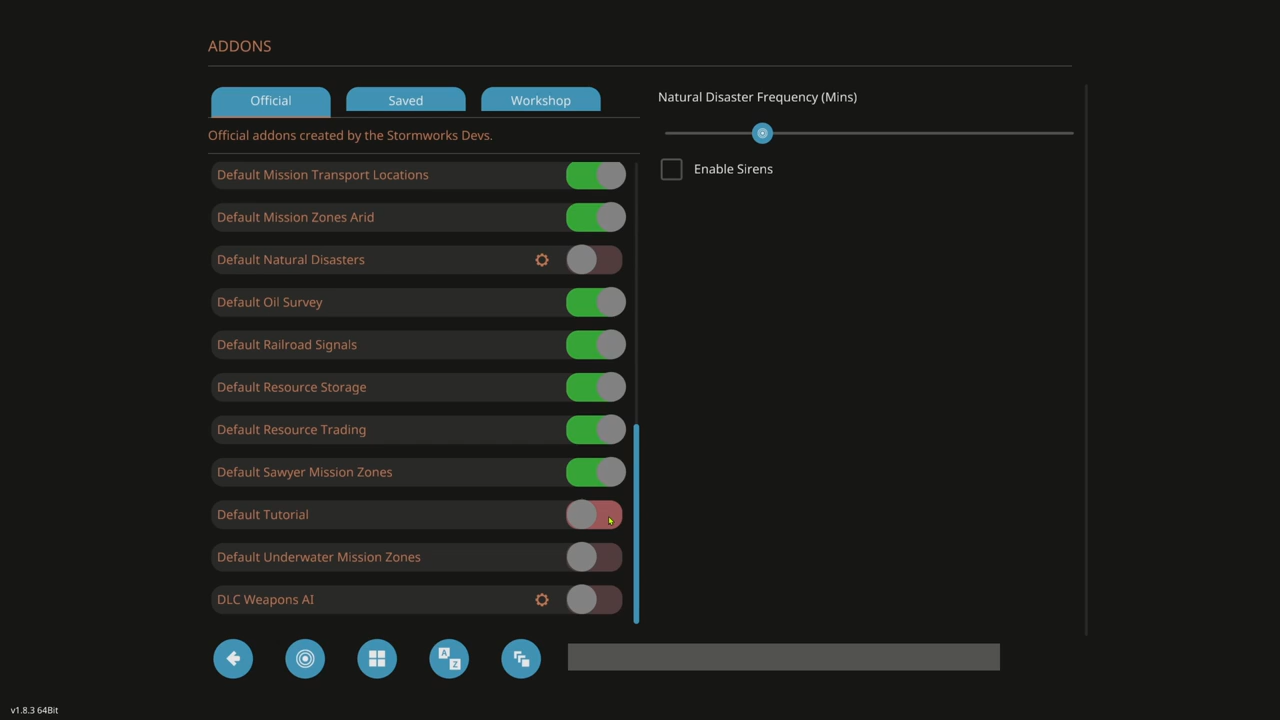 ADDONS
Official
Saved
Workshop
Official addons created by the Stormworks Devs.
Default Mission Transport Locations
Default Mission Zones Arid
Default Natural Disasters
Default Oil Survey
Default Railroad Signals
Default Resource Storage
Default Resource Trading
Default Sawyer Mission Zones
Default Tutorial
Default Underwater Mission Zones
DLC Weapons AI
Natural Disaster Frequency (Mins)
Enable Sirens
A
Z
v1.8.3 64Bit